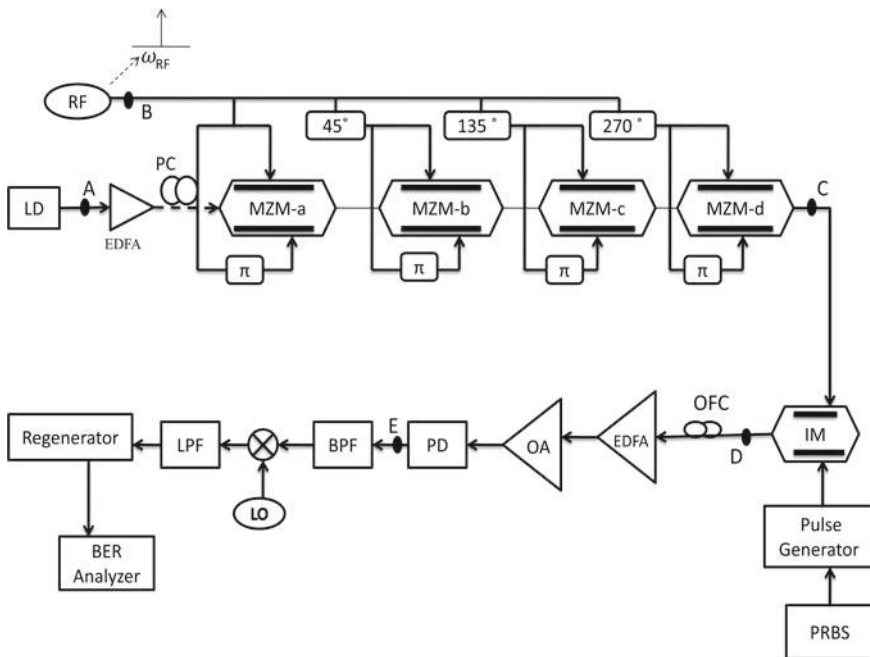 ω_RF
RF
B
45°
135°
270°
PC
A
C
LD
EDFA
MZM-a
MZM-b
MZM-c
MZM-d
π
π
π
π
OFC
Regenerator
LPF
BPF
E
PD
OA
EDFA
D
IM
LO
BER
Analyzer
Pulse
Generator
PRBS